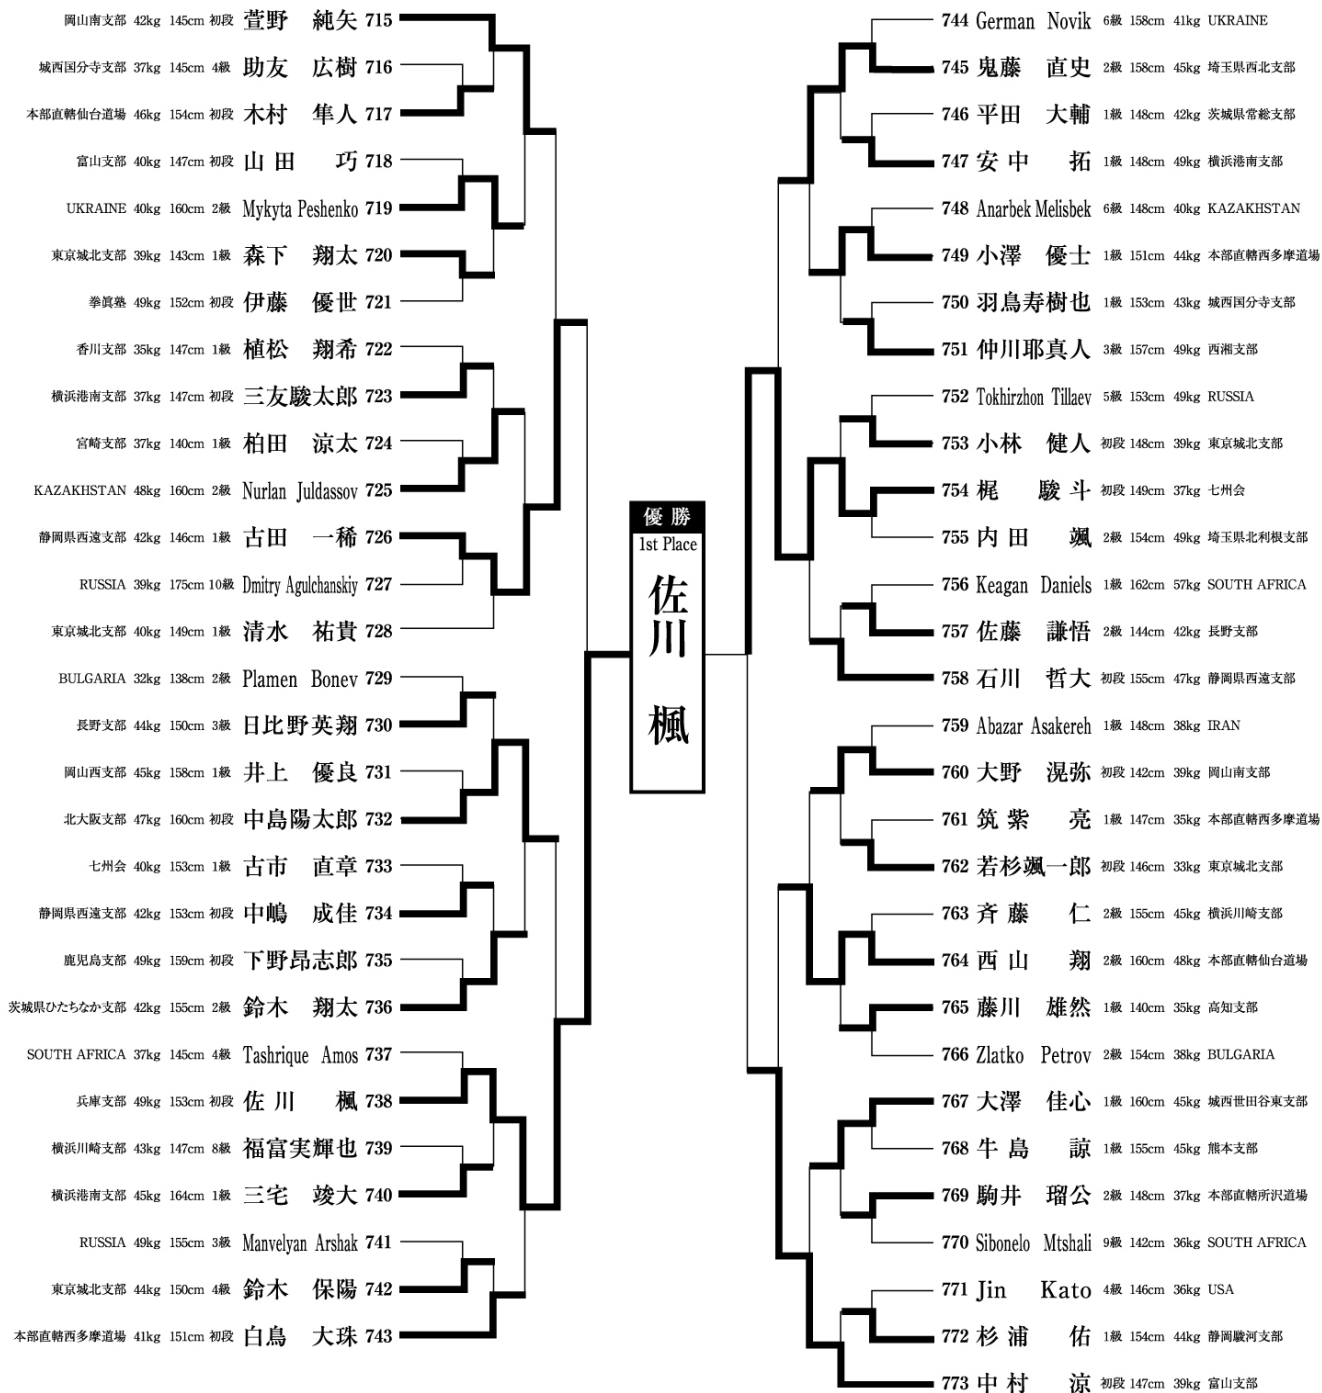 岡山南支部 42kg 145cm 初段 萱野 純矢 715
城西国分寺支部 37kg 145cm 4級 助友 広樹 716
本部直轄仙台道場 46kg 154cm 初段 木村 隼人 717
富山支部 40kg 147cm 初段 山田 巧 718
UKRAINE 40kg 160cm 2級 Mykyta Peshenko 719
東京城北支部 39kg 143cm 1級 森下 翔太 720
拳眞塾 49kg 152cm 初段 伊藤 優世 721
香川支部 35kg 147cm 1級 植松 翔希 722
横浜港南支部 37kg 147cm 初段 三友駿太郎 723
宮崎支部 37kg 140cm 1級 柏田 涼太 724
KAZAKHSTAN 48kg 160cm 2級 Nurlan Juldassov 725
静岡県西遠支部 42kg 146cm 1級 古田 一稀 726
RUSSIA 39kg 175cm 10級 Dmitry Agulchanskiy 727
東京城北支部 40kg 149cm 1級 清水 祐貴 728
BULGARIA 32kg 138cm 2級 Plamen Bonev 729
長野支部 44kg 150cm 3級 日比野英翔 730
岡山西支部 45kg 158cm 1級 井上 優良 731
北大阪支部 47kg 160cm 初段 中島陽太郎 732
七州会 40kg 153cm 1級 古市 直章 733
静岡県西遠支部 42kg 153cm 初段 中嶋 成佳 734
鹿児島支部 49kg 159cm 初段 下野昂志郎 735
茨城県ひたちなか支部 42kg 155cm 2級 鈴木 翔太 736
SOUTH AFRICA 37kg 145cm 4級 Tashrique Amos 737
兵庫支部 49kg 153cm 初段 佐川 楓 738
横浜川崎支部 43kg 147cm 8級 福富実輝也 739
横浜港南支部 45kg 164cm 1級 三宅 竣大 740
RUSSIA 49kg 155cm 3級 Manvelyan Arshak 741
東京城北支部 44kg 150cm 4級 鈴木 保陽 742
本部直轄西多摩道場 41kg 151cm 初段 白鳥 大珠 743
優勝
1st Place
佐川 楓
744 German Novik 6級 158cm 41kg UKRAINE
745 鬼藤 直史 2級 158cm 45kg 埼玉県西北支部
746 平田 大輔 1級 148cm 42kg 茨城県常総支部
747 安中 拓 1級 148cm 49kg 横浜港南支部
748 Anarbek Melisbek 6級 148cm 40kg KAZAKHSTAN
749 小澤 優士 1級 151cm 44kg 本部直轄西多摩道場
750 羽鳥寿樹也 1級 153cm 43kg 城西国分寺支部
751 仲川耶真人 3級 157cm 49kg 西湘支部
752 Tokhirzhon Tillaev 5級 153cm 49kg RUSSIA
753 小林 健人 初段 148cm 39kg 東京城北支部
754 梶 駿斗 初段 149cm 37kg 七州会
755 内田 颯 2級 154cm 49kg 埼玉県北利根支部
756 Keagan Daniels 1級 162cm 57kg SOUTH AFRICA
757 佐藤 謙悟 2級 144cm 42kg 長野支部
758 石川 哲大 初段 155cm 47kg 静岡県西遠支部
759 Abazar Asakereh 1級 148cm 38kg IRAN
760 大野 滉弥 初段 142cm 39kg 岡山南支部
761 筑紫 亮 1級 147cm 35kg 本部直轄西多摩道場
762 若杉颯一郎 初段 146cm 33kg 東京城北支部
763 斉藤 仁 2級 155cm 45kg 横浜川崎支部
764 西山 翔 2級 160cm 48kg 本部直轄仙台道場
765 藤川 雄然 1級 140cm 35kg 高知支部
766 Zlatko Petrov 2級 154cm 38kg BULGARIA
767 大澤 佳心 1級 160cm 45kg 城西世田谷東支部
768 牛島 諒 1級 155cm 45kg 熊本支部
769 駒井 瑠公 2級 148cm 37kg 本部直轄所沢道場
770 Sibonelo Mtshali 9級 142cm 36kg SOUTH AFRICA
771 Jin Kato 4級 146cm 36kg USA
772 杉浦 佑 1級 154cm 44kg 静岡駿河支部
773 中村 涼 初段 147cm 39kg 富山支部